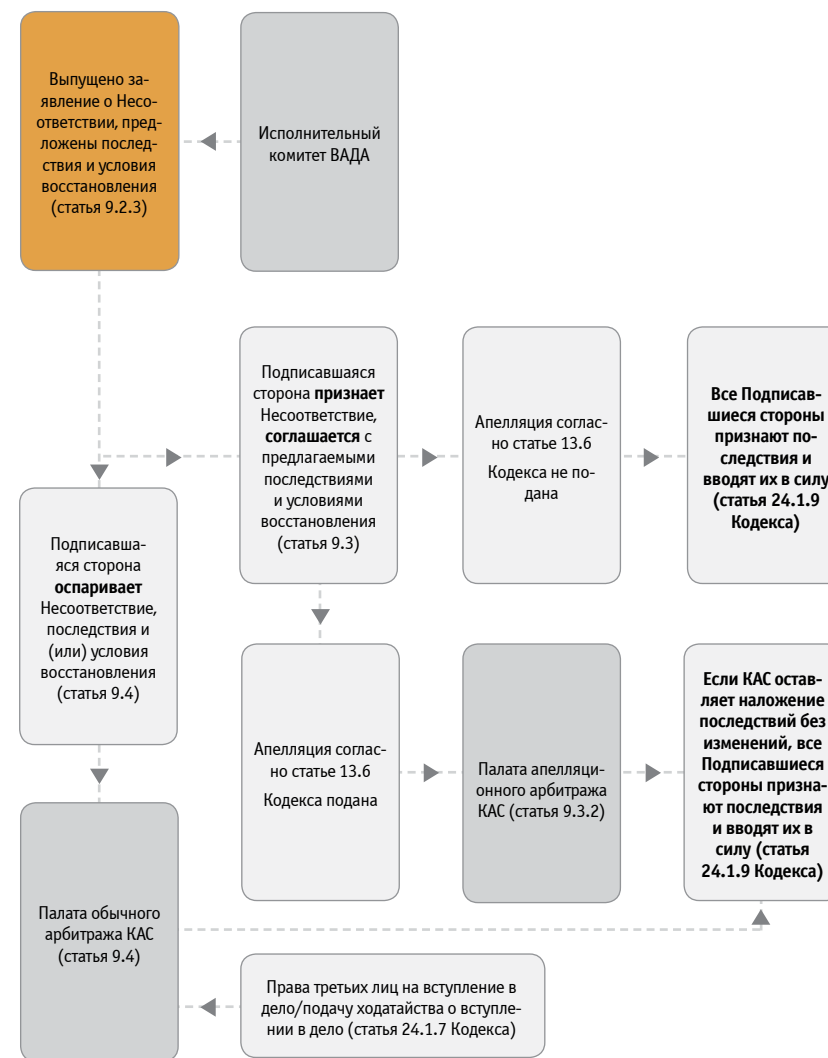 Выпущено за-
явление о Несо-
ответствии, пред-
ложены послед-
ствия и условия
восстановления
(статья 9.2.3)
Исполнительный
комитет ВАДА
Подписавшаяся
сторона признает
Несоответствие,
соглашается с
предлагаемыми
последствиями
и условиями
восстановления
(статья 9.3)
Апелляция соглас-
но статье 13.6
Кодекса не по-
дана
Все Подписав-
шиеся стороны
признают по-
следствия и
вводят их в силу
(статья 24.1.9
Кодекса)
Подписавша-
яся сторона
оспаривает
Несоответствие,
последствия и
(или) условия
восстановления
(статья 9.4)
Апелляция соглас-
но статье 13.6
Кодекса подана
Палата апелляци-
онного арбитража
КАС (статья 9.3.2)
Если КАС остав-
ляет наложение
последствий без
изменений, все
Подписавшиеся
стороны призна-
ют последствия
и вводят их в
силу (статья
24.1.9 Кодекса)
Палата обычного
арбитража КАС
(статья 9.4)
Права третьих лиц на вступление в
дело/подачу ходатайства о вступле-
нии в дело (статья 24.1.7 Кодекса)